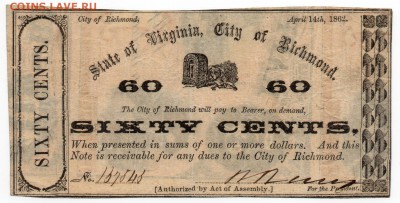 COINS.LAVE.RU
City of Richmond, April 14th, 1862.
State of Virginia, City of Richmond.
60 60
The City of Richmond will pay to Bearer, on demand,
SIXTY CENTS,
When presented in sums of one or more dollars. And this
Note is receivable for any dues to the City of Richmond.
No.
[Authorized by Act of Assembly.] For the President.
SIXTY CENTS.